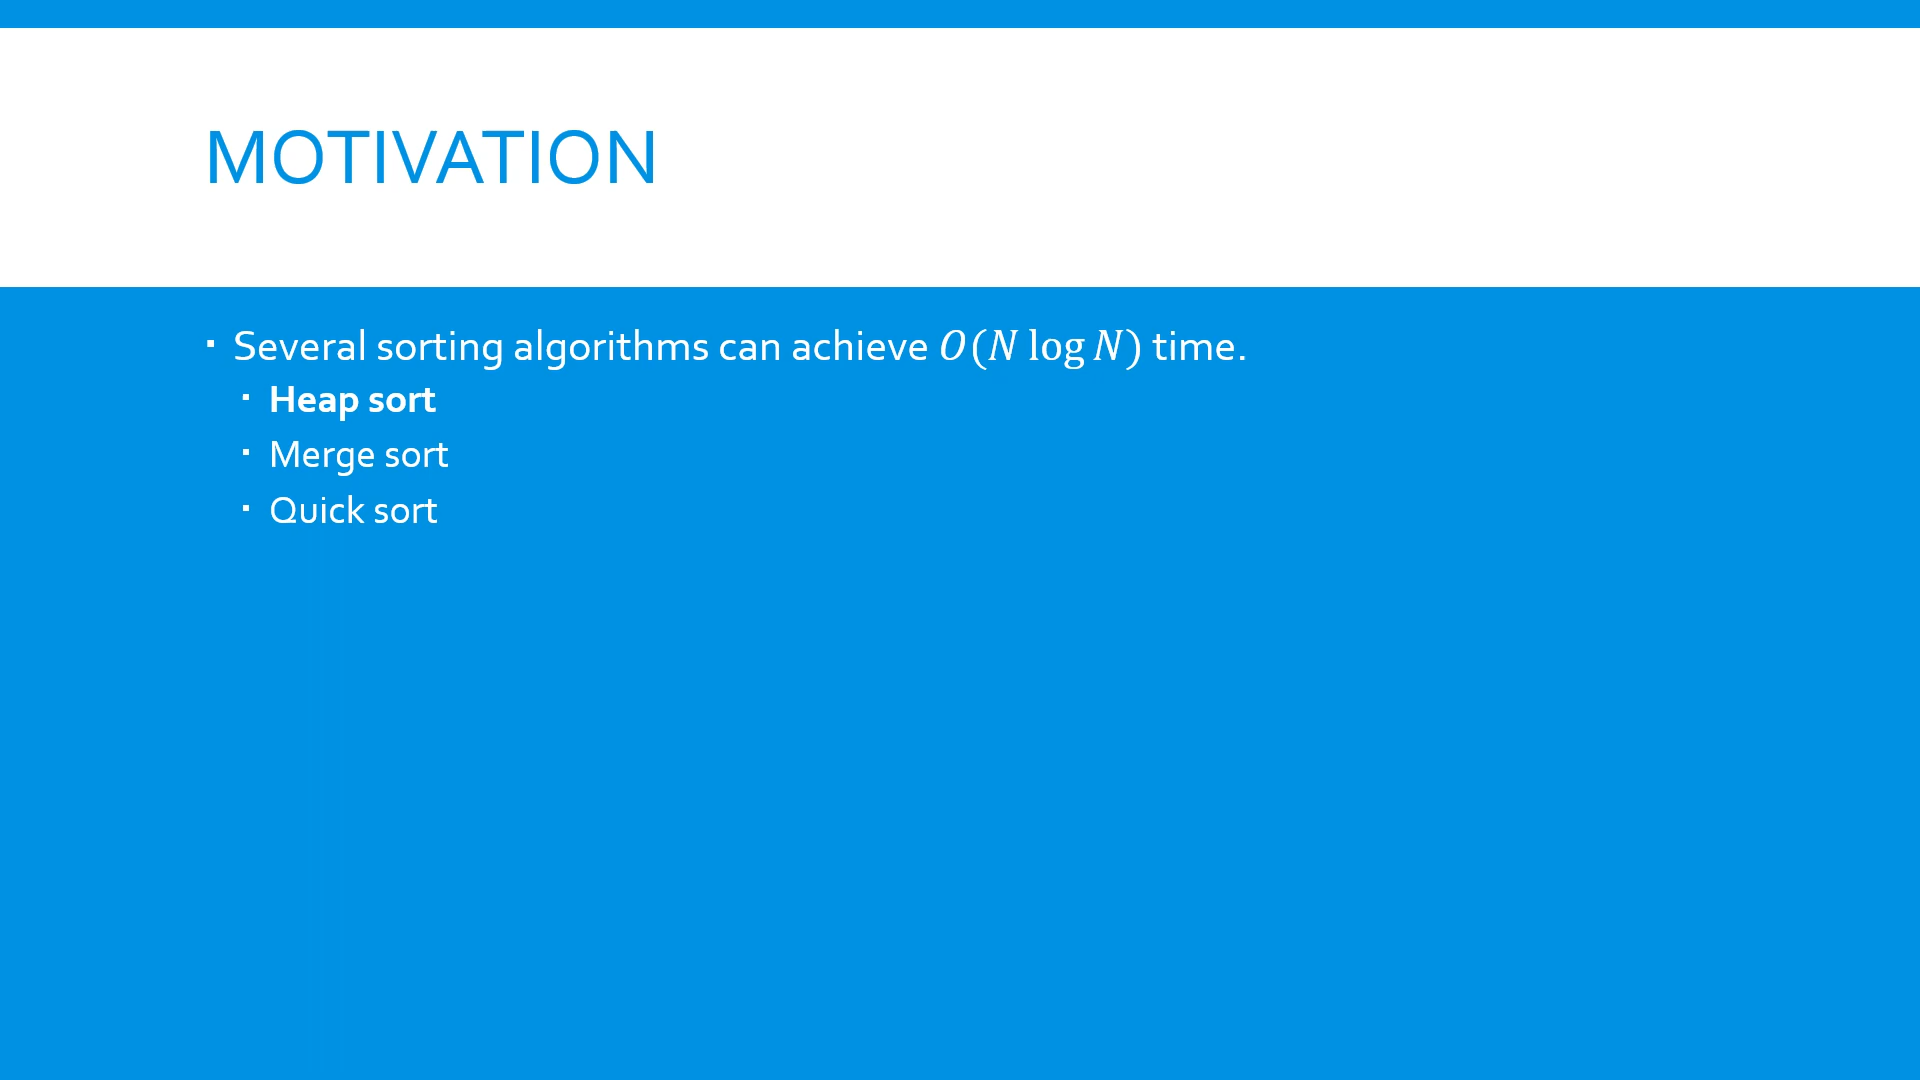 MOTIVATION
▪ Several sorting algorithms can achieve O(N log N) time.
▪ Heap sort
▪ Merge sort
▪ Quick sort